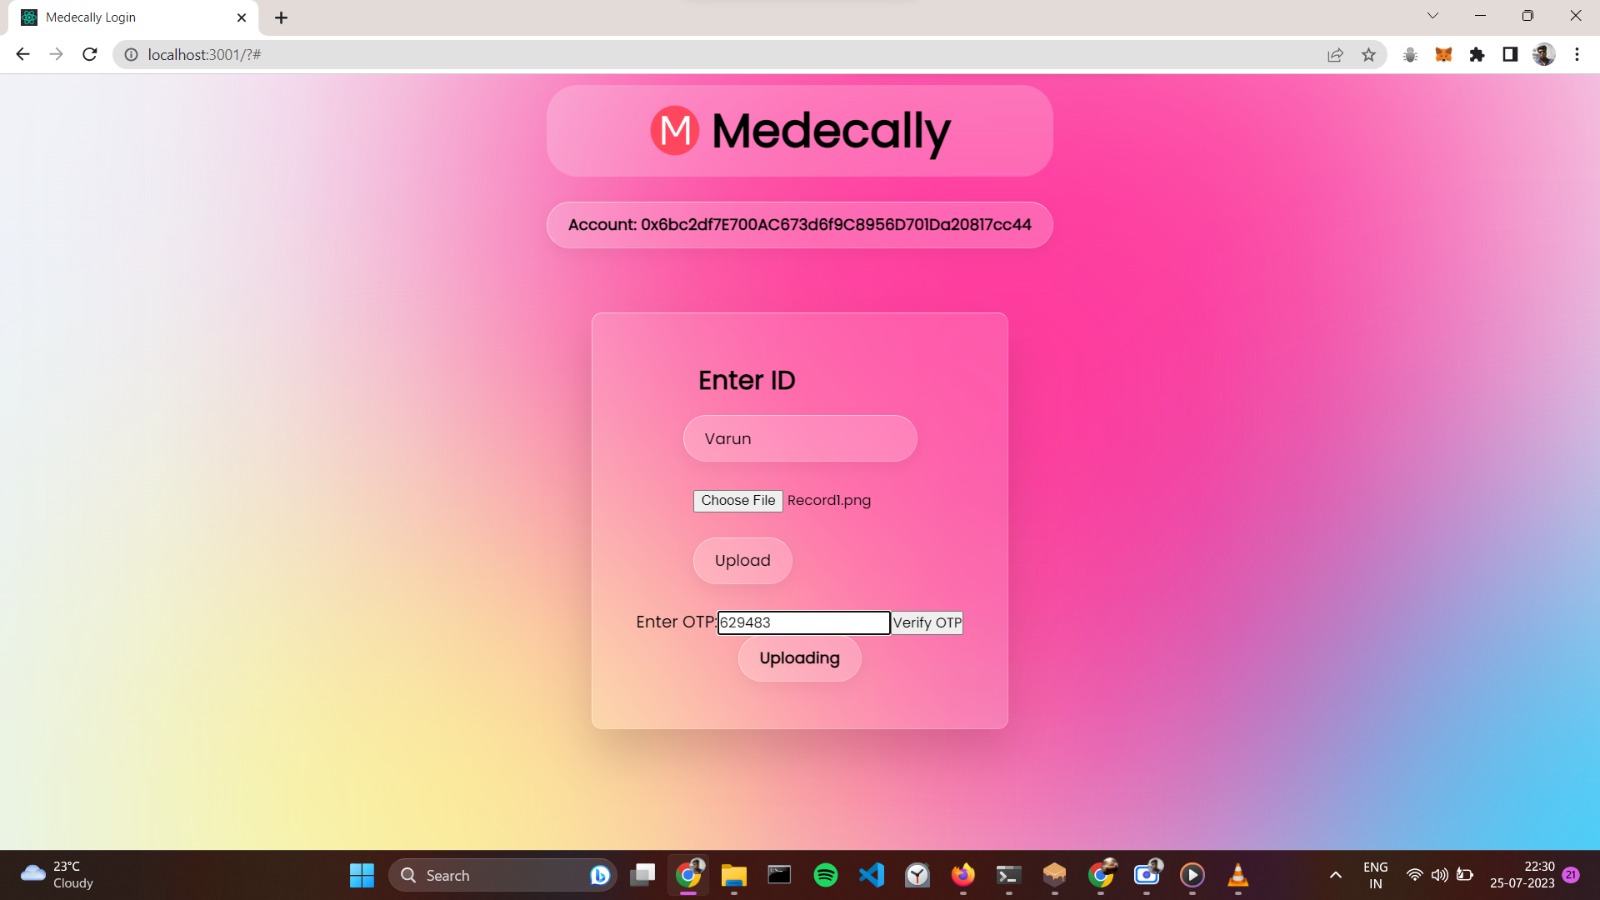 Medecally Login
localhost:3001/?#
M Medecally
Account: 0x6bc2df7E700AC673d6f9C8956D701Da20817cc44
Enter ID
Varun
Choose File Record1.png
Upload
Enter OTP: 629483 Verify OTP
Uploading
23°C
Cloudy
Search
ENG
IN
22:30
25-07-2023
21